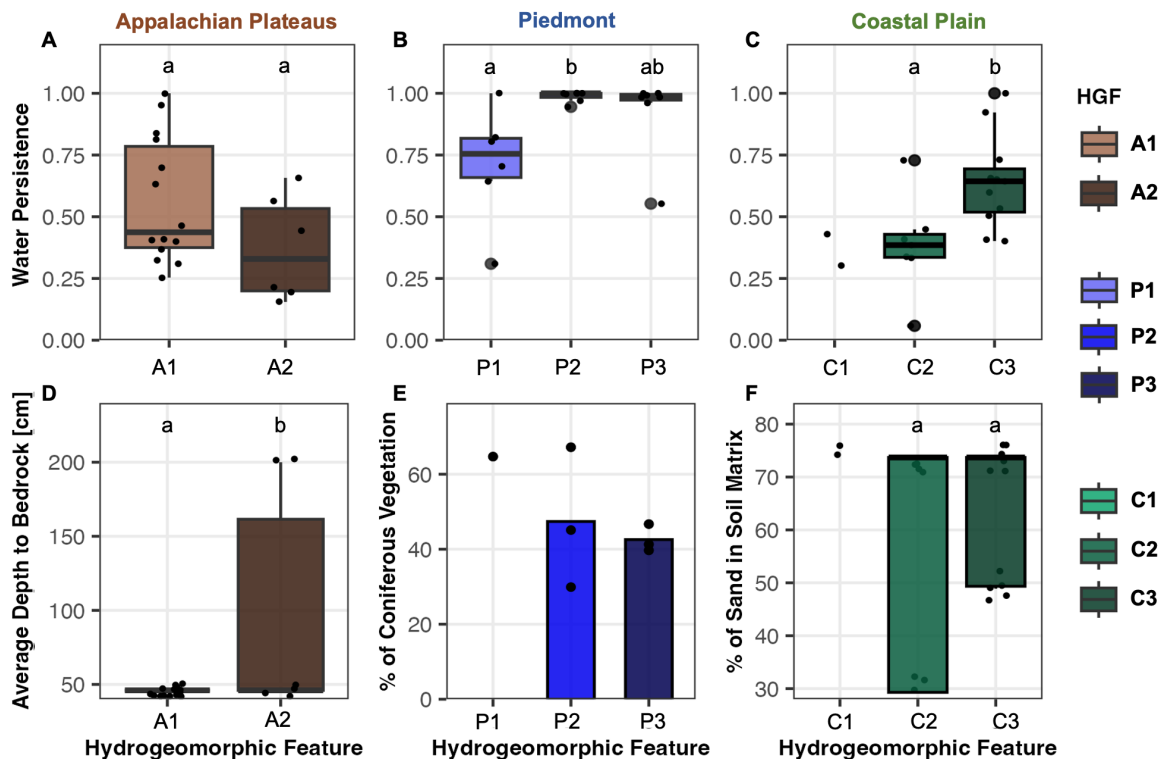 Appalachian Plateaus
Piedmont
Coastal Plain
A
B
C
a
a
a
b
ab
a
b
Water Persistence
1.00
0.75
0.50
0.25
0.00
A1
A2
1.00
0.75
0.50
0.25
0.00
P1
P2
P3
1.00
0.75
0.50
0.25
0.00
C1
C2
C3
HGF
A1
A2
P1
P2
P3
C1
C2
C3
D
E
F
a
b
a
a
Average Depth to Bedrock [cm]
200
150
100
50
A1
A2
Hydrogeomorphic Feature
% of Coniferous Vegetation
60
40
20
0
P1
P2
P3
Hydrogeomorphic Feature
% of Sand in Soil Matrix
80
70
60
50
40
30
C1
C2
C3
Hydrogeomorphic Feature